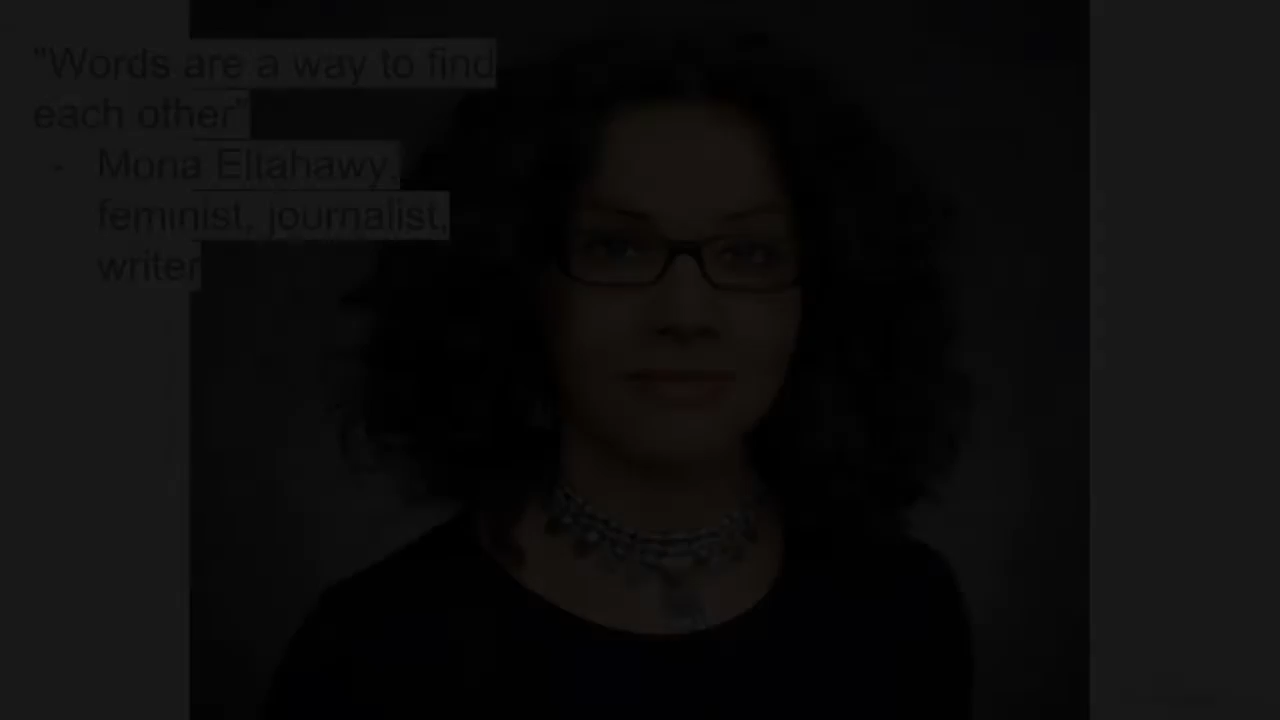 "Words are a way to find
each other"
- Mona Eltahawy,
feminist, journalist,
writer